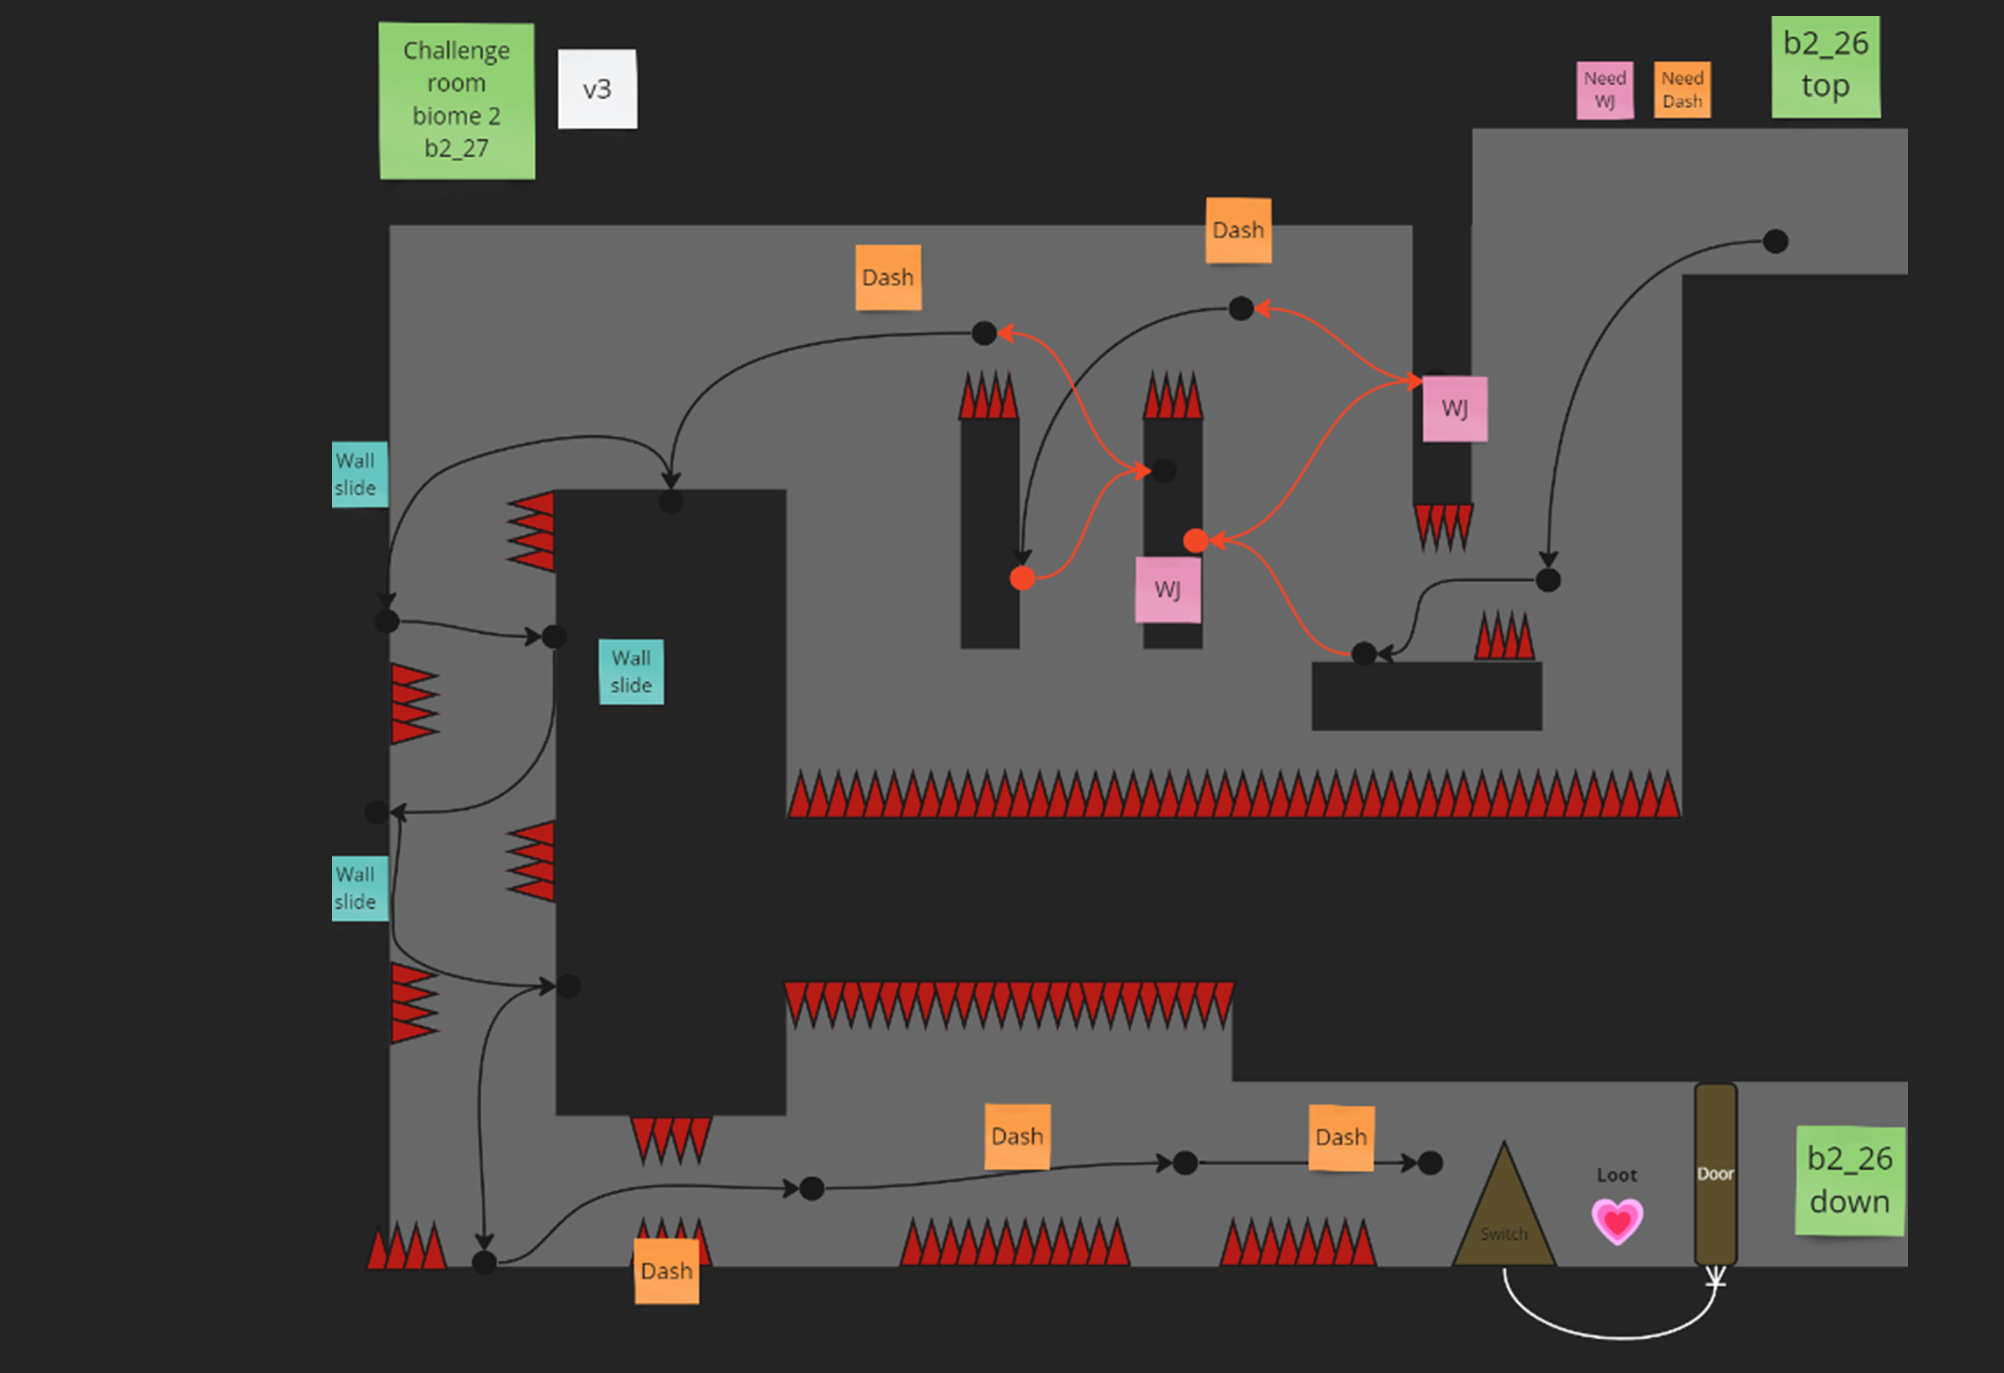 Challenge
room
biome 2
b2_27
v3
Need
WJ
Need
Dash
b2_26
top
Dash
Dash
WJ
Wall
slide
WJ
Wall
slide
Wall
slide
Dash
Dash
Dash
Switch
Loot
Door
b2_26
down